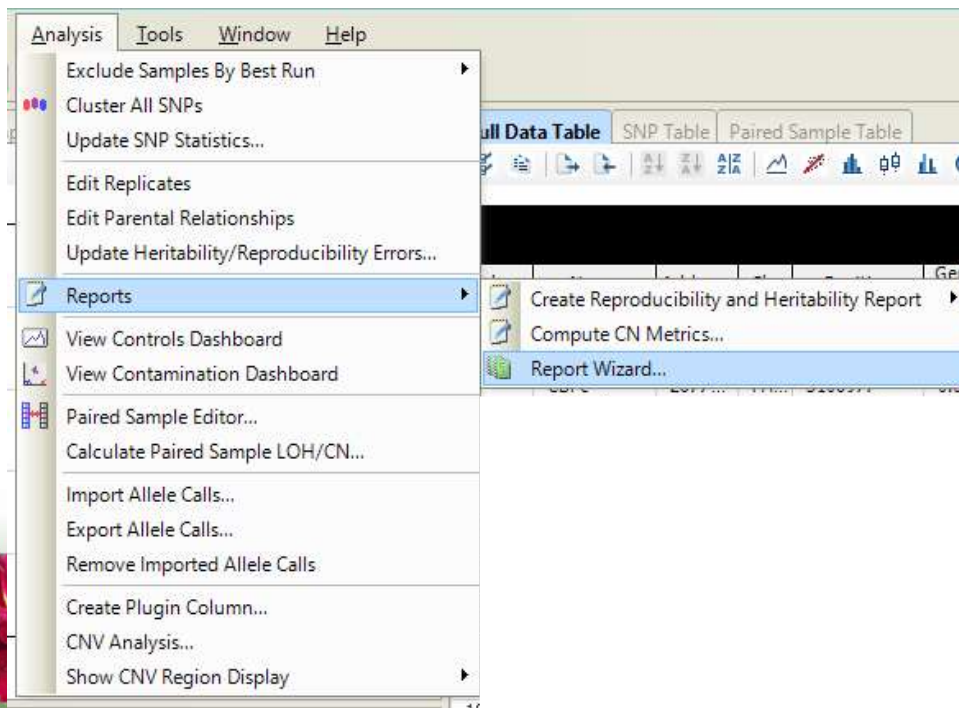 Analysis Tools Window Help
Exclude Samples By Best Run
Cluster All SNPs
Update SNP Statistics...
ull Data Table SNP Table Paired Sample Table
Edit Replicates
Edit Parental Relationships
Update Heritability/Reproducibility Errors...
Reports
Create Reproducibility and Heritability Report
Compute CN Metrics...
Report Wizard...
View Controls Dashboard
View Contamination Dashboard
Paired Sample Editor...
Calculate Paired Sample LOH/CN...
Import Allele Calls...
Export Allele Calls...
Remove Imported Allele Calls
Create Plugin Column...
CNV Analysis...
Show CNV Region Display